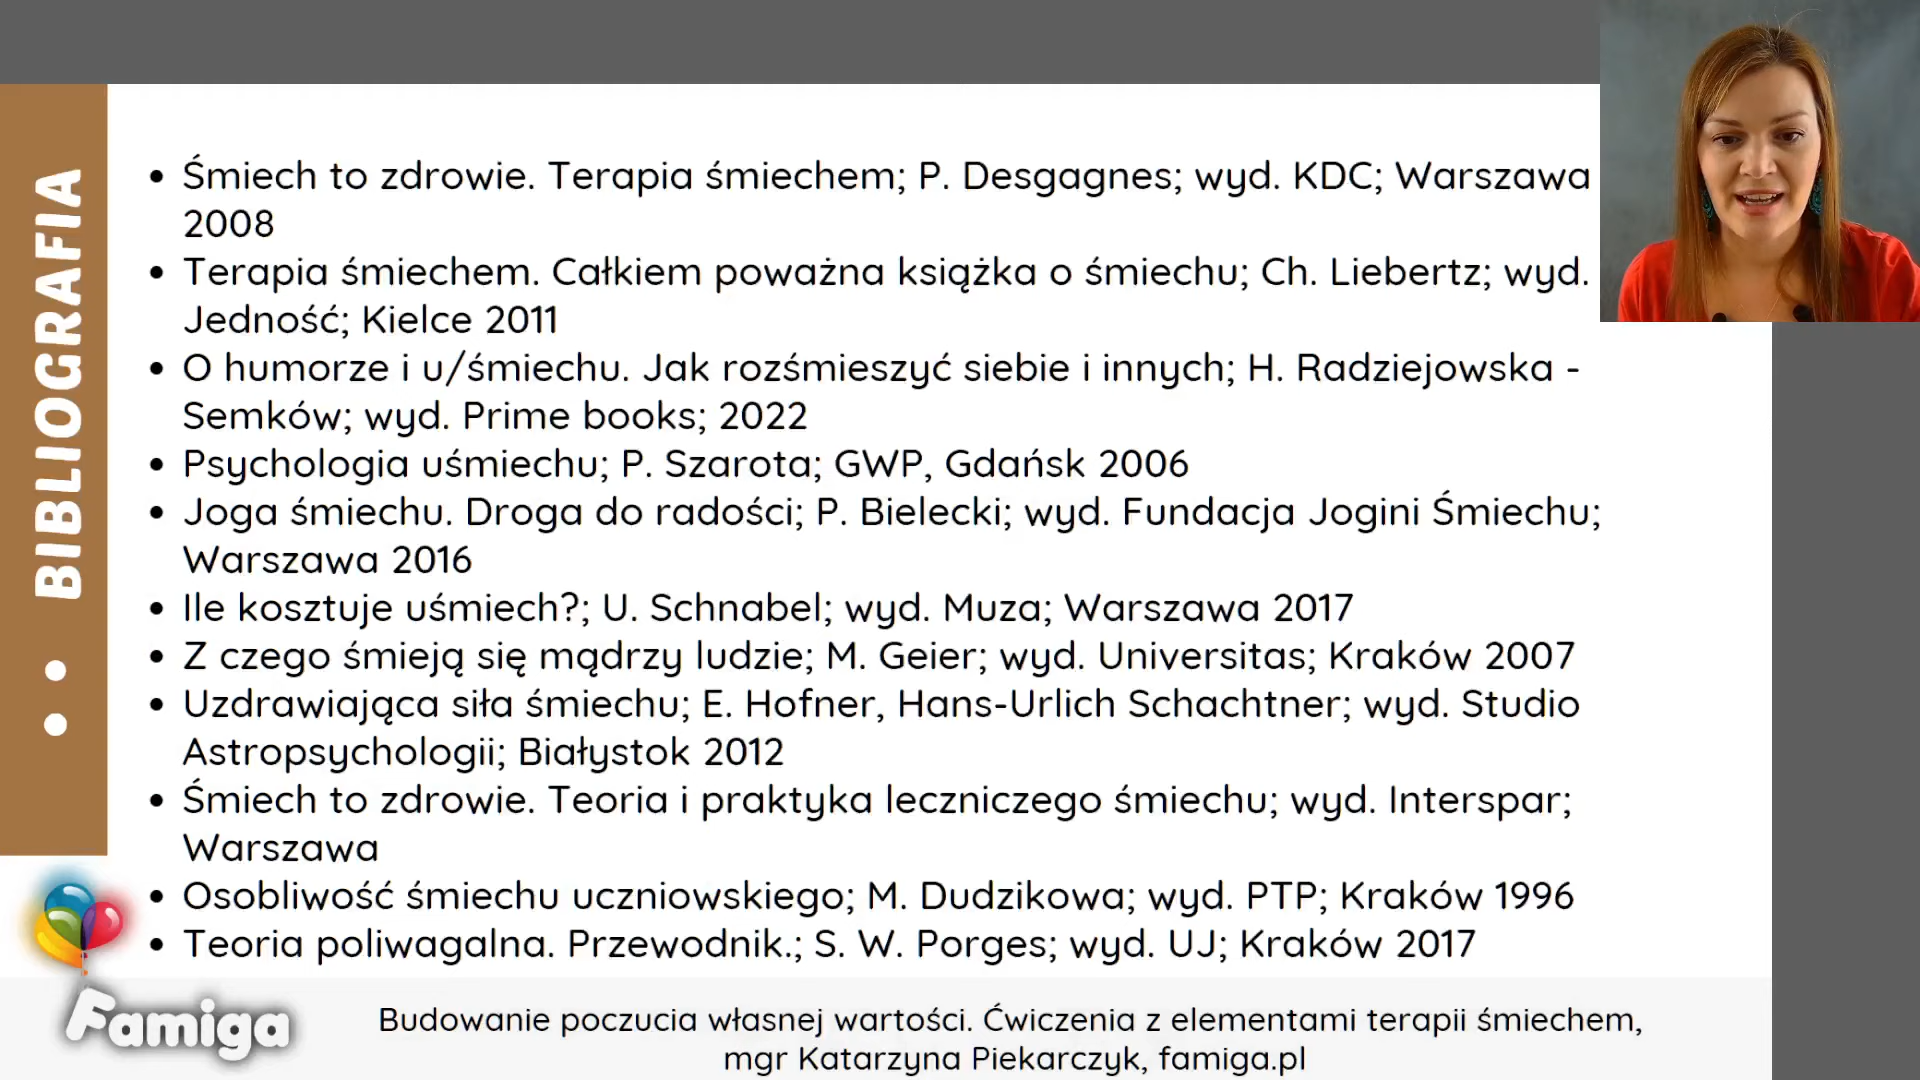 BIBLIOGRAFIA
• Śmiech to zdrowie. Terapia śmiechem; P. Desgagnes; wyd. KDC; Warszawa
2008
• Terapia śmiechem. Całkiem poważna książka o śmiechu; Ch. Liebertz; wyd.
Jedność; Kielce 2011
• O humorze i u/śmiechu. Jak rozśmieszyć siebie i innych; H. Radziejowska -
Semków; wyd. Prime books; 2022
• Psychologia uśmiechu; P. Szarota; GWP, Gdańsk 2006
• Joga śmiechu. Droga do radości; P. Bielecki; wyd. Fundacja Jogini Śmiechu;
Warszawa 2016
• Ile kosztuje uśmiech?; U. Schnabel; wyd. Muza; Warszawa 2017
• Z czego śmieją się mądrzy ludzie; M. Geier; wyd. Universitas; Kraków 2007
• Uzdrawiająca siła śmiechu; E. Hofner, Hans-Urlich Schachtner; wyd. Studio
Astropsychologii; Białystok 2012
• Śmiech to zdrowie. Teoria i praktyka leczniczego śmiechu; wyd. Interspar;
Warszawa
• Osobliwość śmiechu uczniowskiego; M. Dudzikowa; wyd. PTP; Kraków 1996
• Teoria poliwagalna. Przewodnik.; S. W. Porges; wyd. UJ; Kraków 2017
Famiga
Budowanie poczucia własnej wartości. Ćwiczenia z elementami terapii śmiechem,
mgr Katarzyna Piekarczyk, famiga.pl